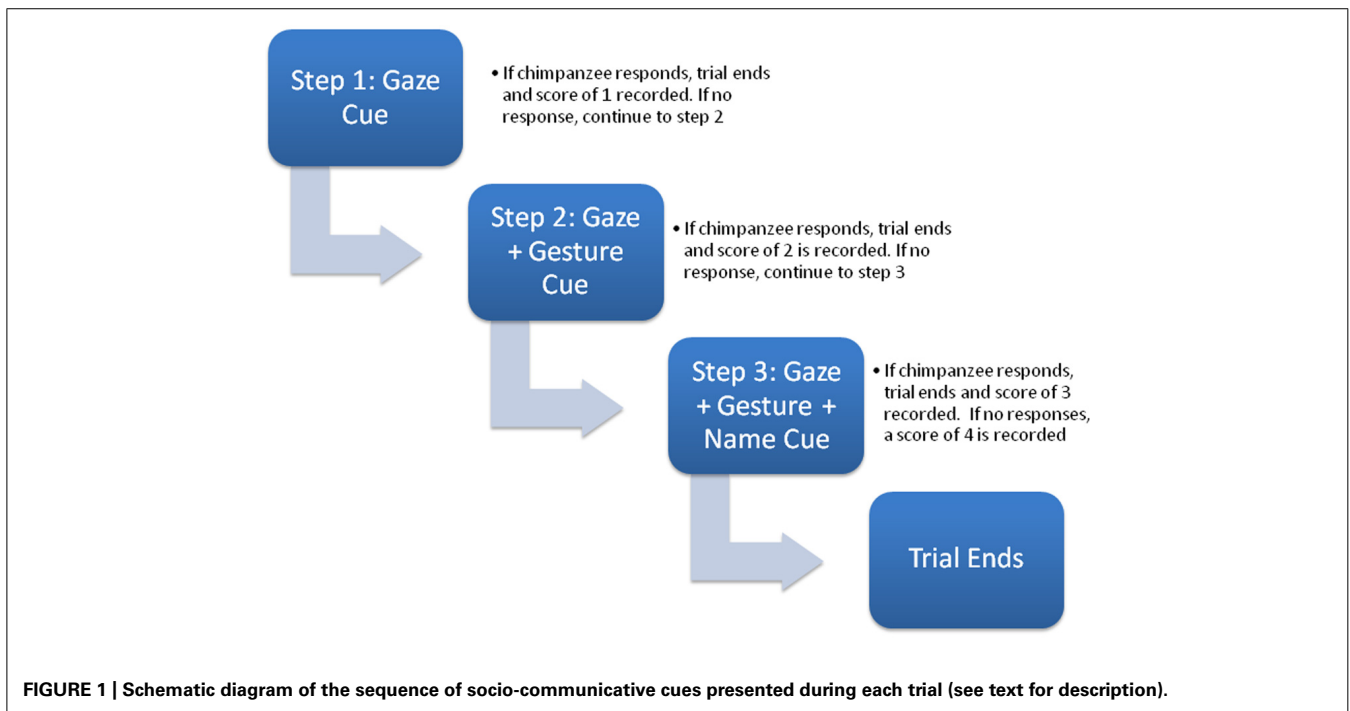 Step 1: Gaze
Cue
• If chimpanzee responds, trial ends
and score of 1 recorded. If no
response, continue to step 2
Step 2: Gaze
+ Gesture
Cue
• If chimpanzee responds, trial ends
and score of 2 is recorded. If no
response, continue to step 3
Step 3: Gaze
+ Gesture +
Name Cue
• If chimpanzee responds,
trial ends and score of 3
recorded.  If no responses,
a score of 4 is recorded
Trial Ends
FIGURE 1 | Schematic diagram of the sequence of socio-communicative cues presented during each trial (see text for description).